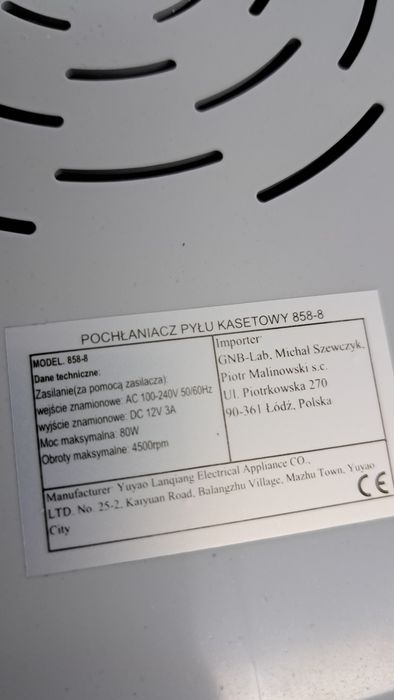 POCHŁANIACZ PYŁU KASETOWY 858-8
MODEL. 858-8
Dane techniczne:
Zasilanie(za pomocą zasilacza):
wejście znamionowe: AC 100-240V 50/60Hz
wyjście znamionowe: DC 12V 3A
Moc maksymalna: 80W
Obroty maksymalne: 4500rpm
Importer
GNB-Lab. Michał Szewczyk,
Piotr Malinowski s.c.
Ul. Piotrkowska 270
90-361 Łódź, Polska
Manufacturer Yuyao Lanqiang Electrical Appliance CO.,
LTD. No. 25-2, Kaiyuan Road, Balangzhu Village, Mazhu Town, Yuyao
City
CE